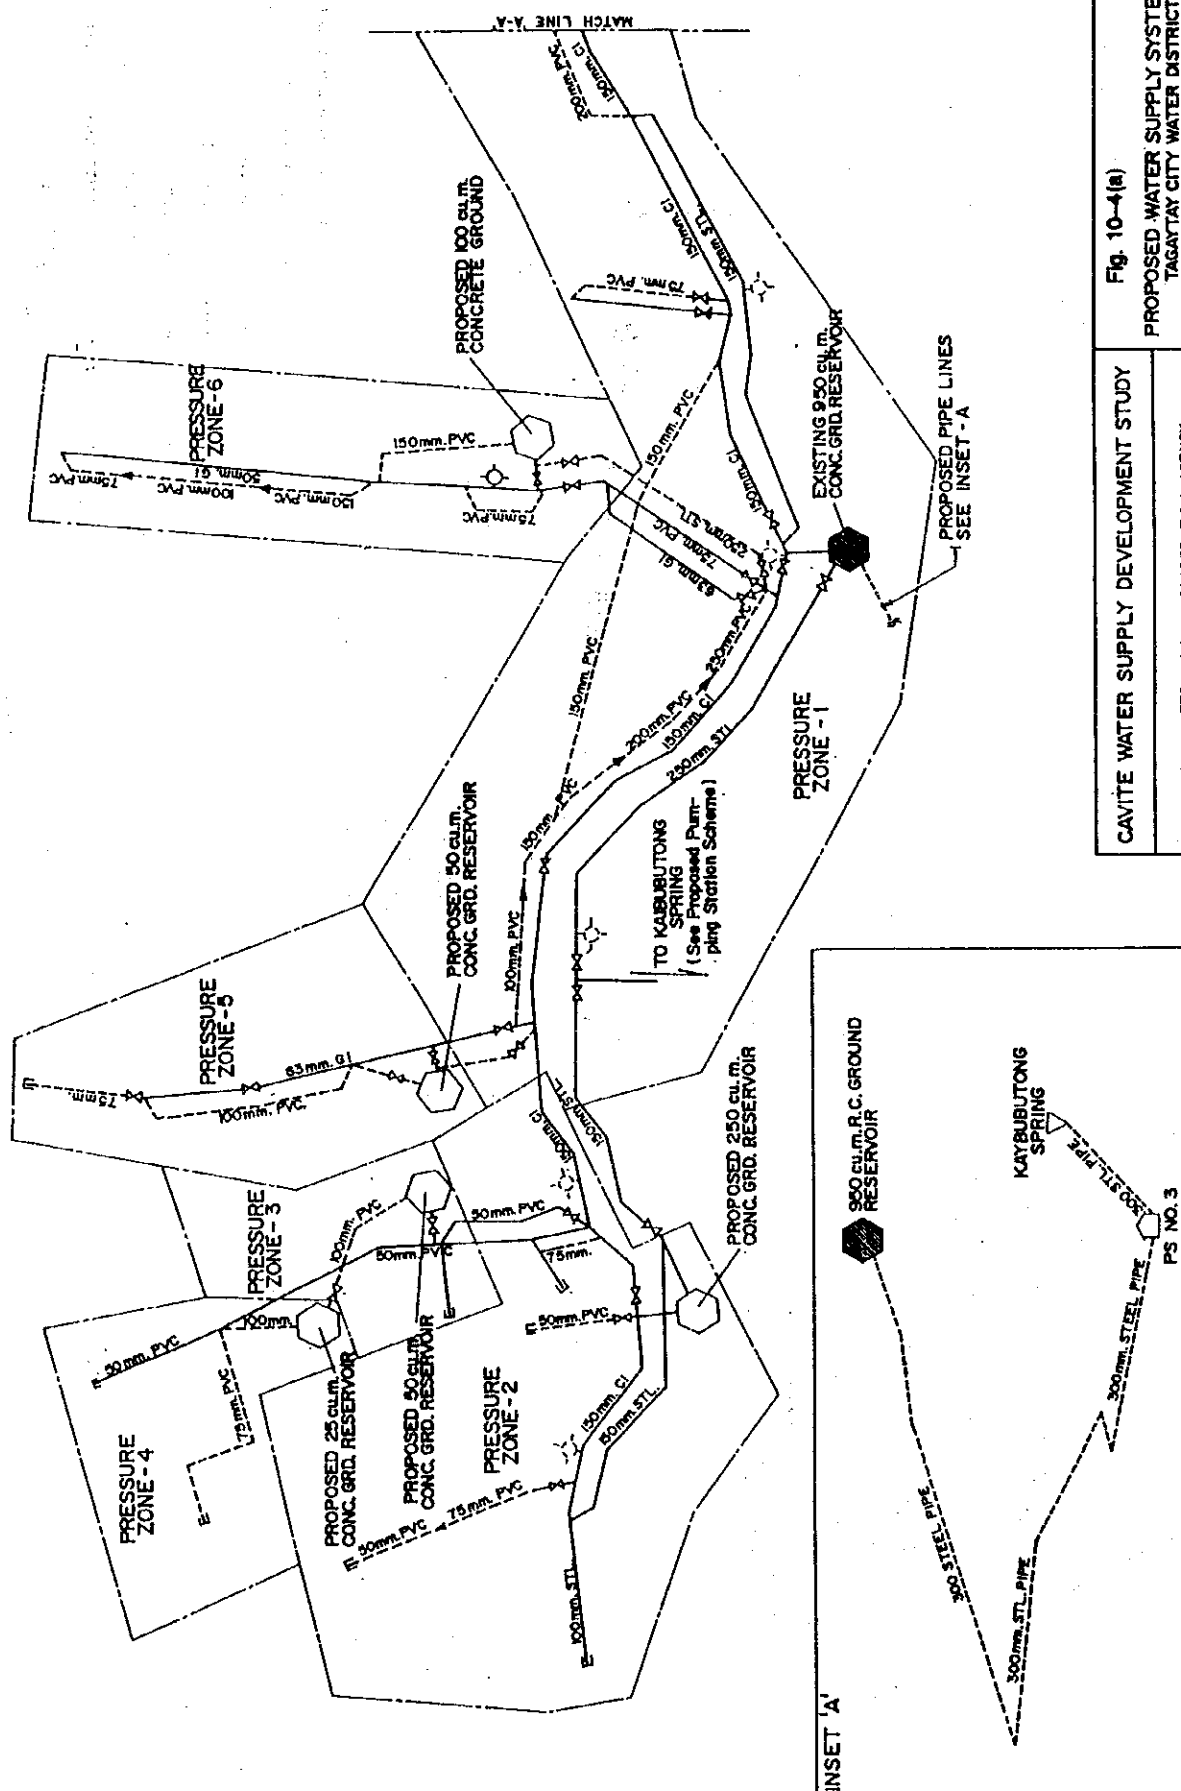 MATCH LINE 'A-A'
200mm. PVC
150mm. CI
150mm. CI
150mm. STL.
75mm. PVC
PROPOSED 100 cu.m.
CONCRETE GROUND
PRESSURE
ZONE-6
150mm. PVC
75mm. PVC
50mm. GI
100mm. PVC
150mm. PVC
75mm. PVC
150mm. PVC
150mm. CI
EXISTING 950 cu.m.
CONC. GRD. RESERVOIR
PROPOSED PIPE LINES
SEE INSET - A
250mm. STL.
75mm. PVC
63mm. GI
250mm. PVC
150mm. PVC
200mm. PVC
150mm. CI
250mm. STL
PRESSURE
ZONE - 1
150mm. PVC
100mm. PVC
PROPOSED 50 cu.m.
CONC. GRD. RESERVOIR
TO KAIBUBUTONG
SPRING
(See Proposed Pum-
ping Station Scheme)
PRESSURE
ZONE-5
63mm. GI
75mm.
100mm. PVC.
150mm. CI
150mm. STL
PROPOSED 250 cu.m.
CONC. GRD. RESERVOIR
PRESSURE
ZONE-3
100mm. PVC
50mm. PVC
50mm. PVC
75mm.
50mm. PVC
100mm.
50mm. PVC
75mm. PVC
PRESSURE
ZONE-4
PROPOSED 25 cu.m.
CONC. GRD. RESERVOIR
PROPOSED 50 cu.m.
CONC. GRD. RESERVOIR
PRESSURE
ZONE-2
150mm. CI
150mm. STL.
75mm. PVC
50mm. PVC
100mm. STL.
INSET 'A'
950 cu.m. R.C. GROUND
RESERVOIR
KAYBUBUTONG
SPRING
300 STL. PIPE
PS NO. 3
300mm. STEEL PIPE
300mm. STL. PIPE
300 STEEL PIPE
CAVITE WATER SUPPLY DEVELOPMENT STUDY
Fig. 10-4(a)
PROPOSED WATER SUPPLY SYSTE
TAGAYTAY CITY WATER DISTRICT